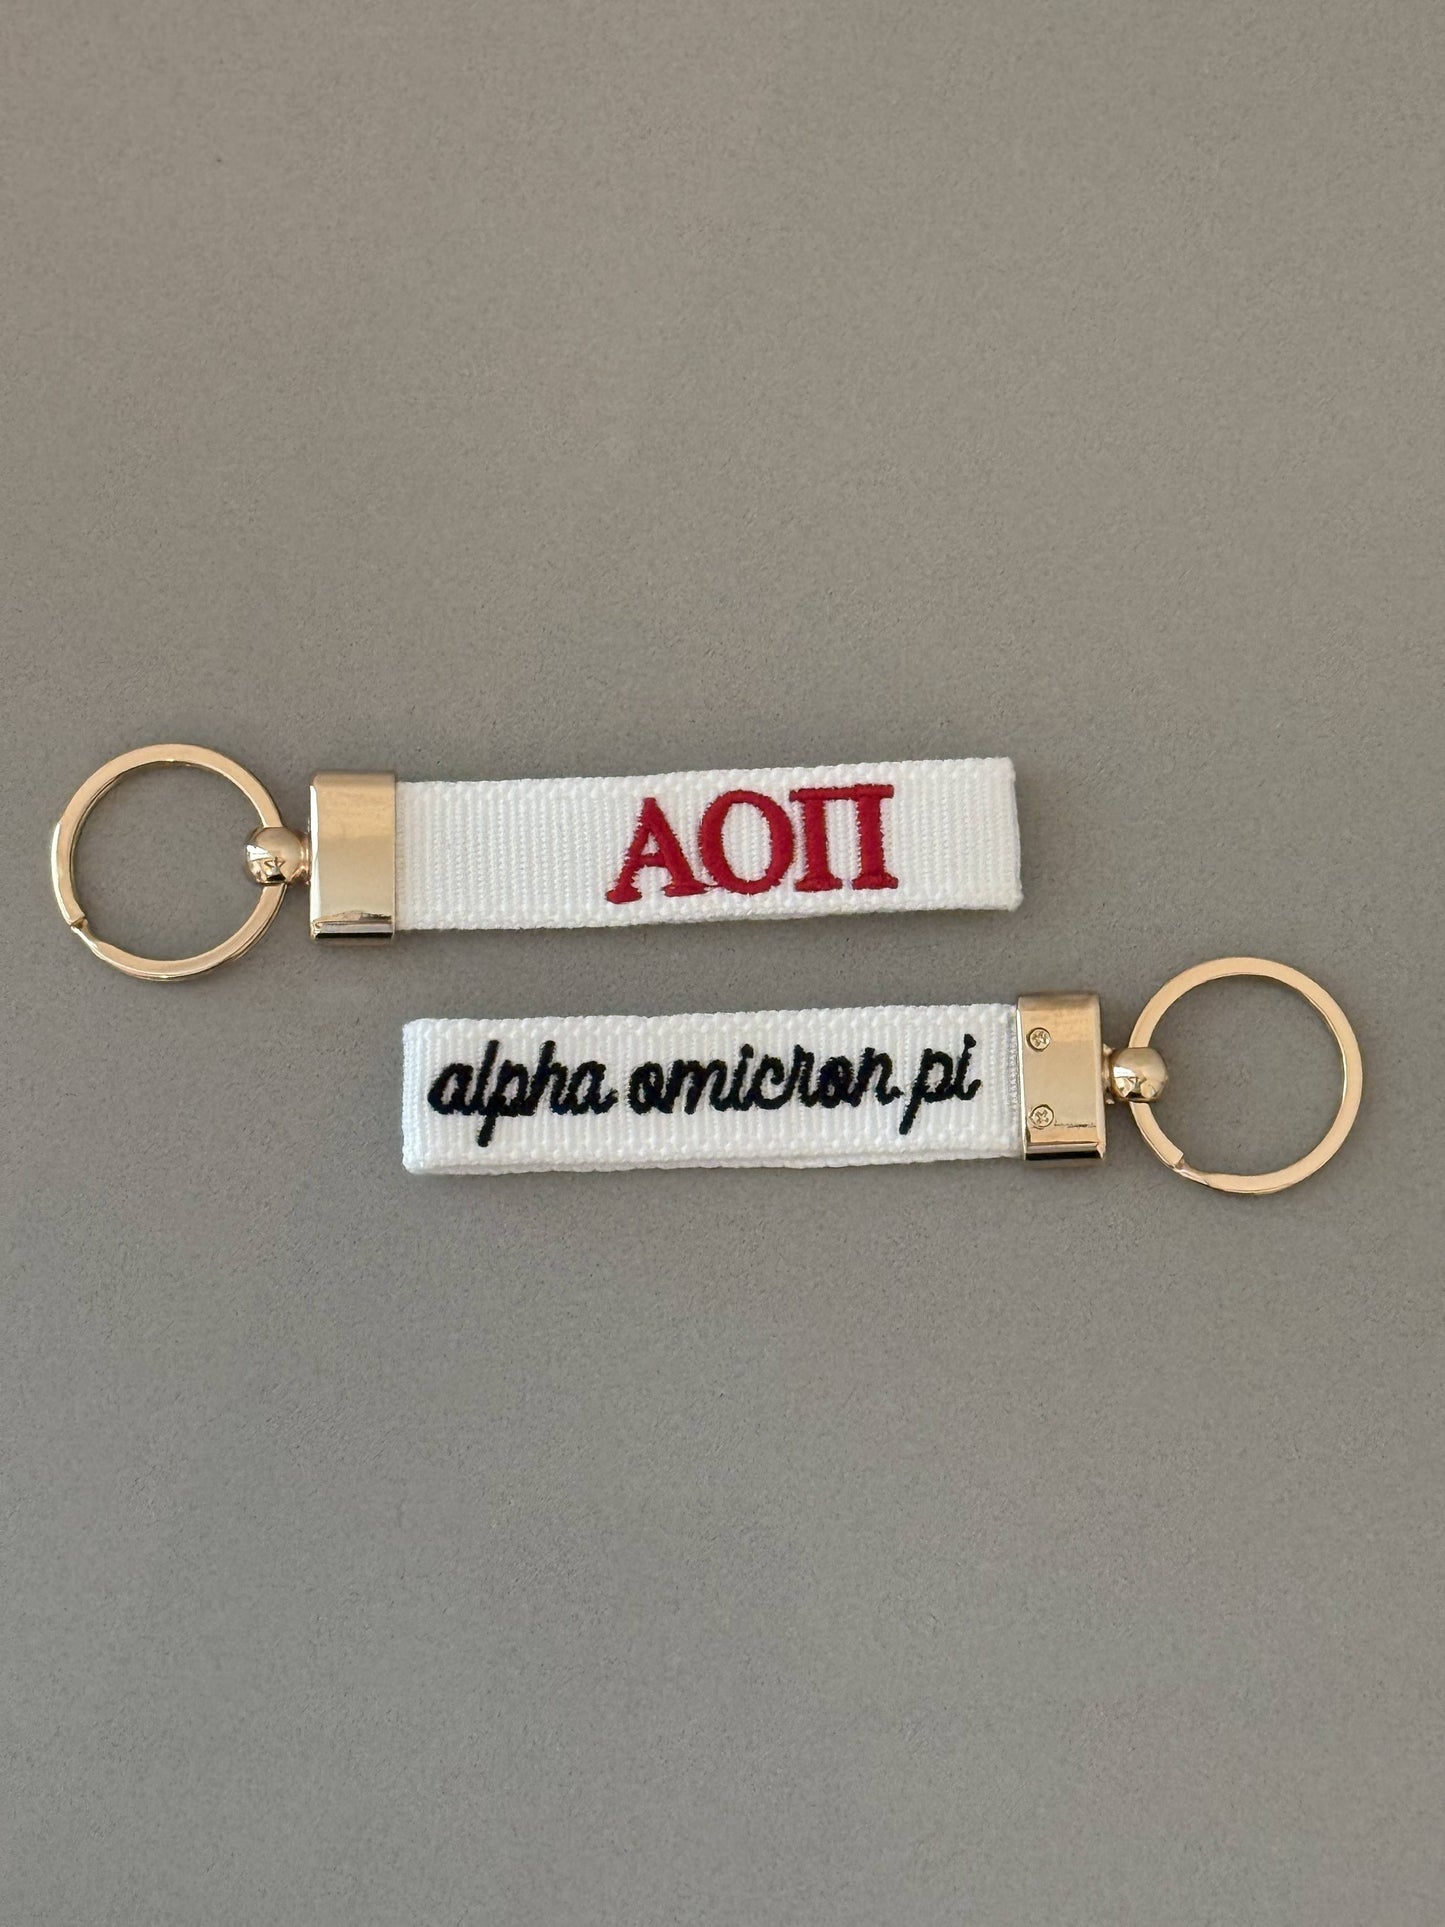 ΑΟΠ
alpha omicron pi